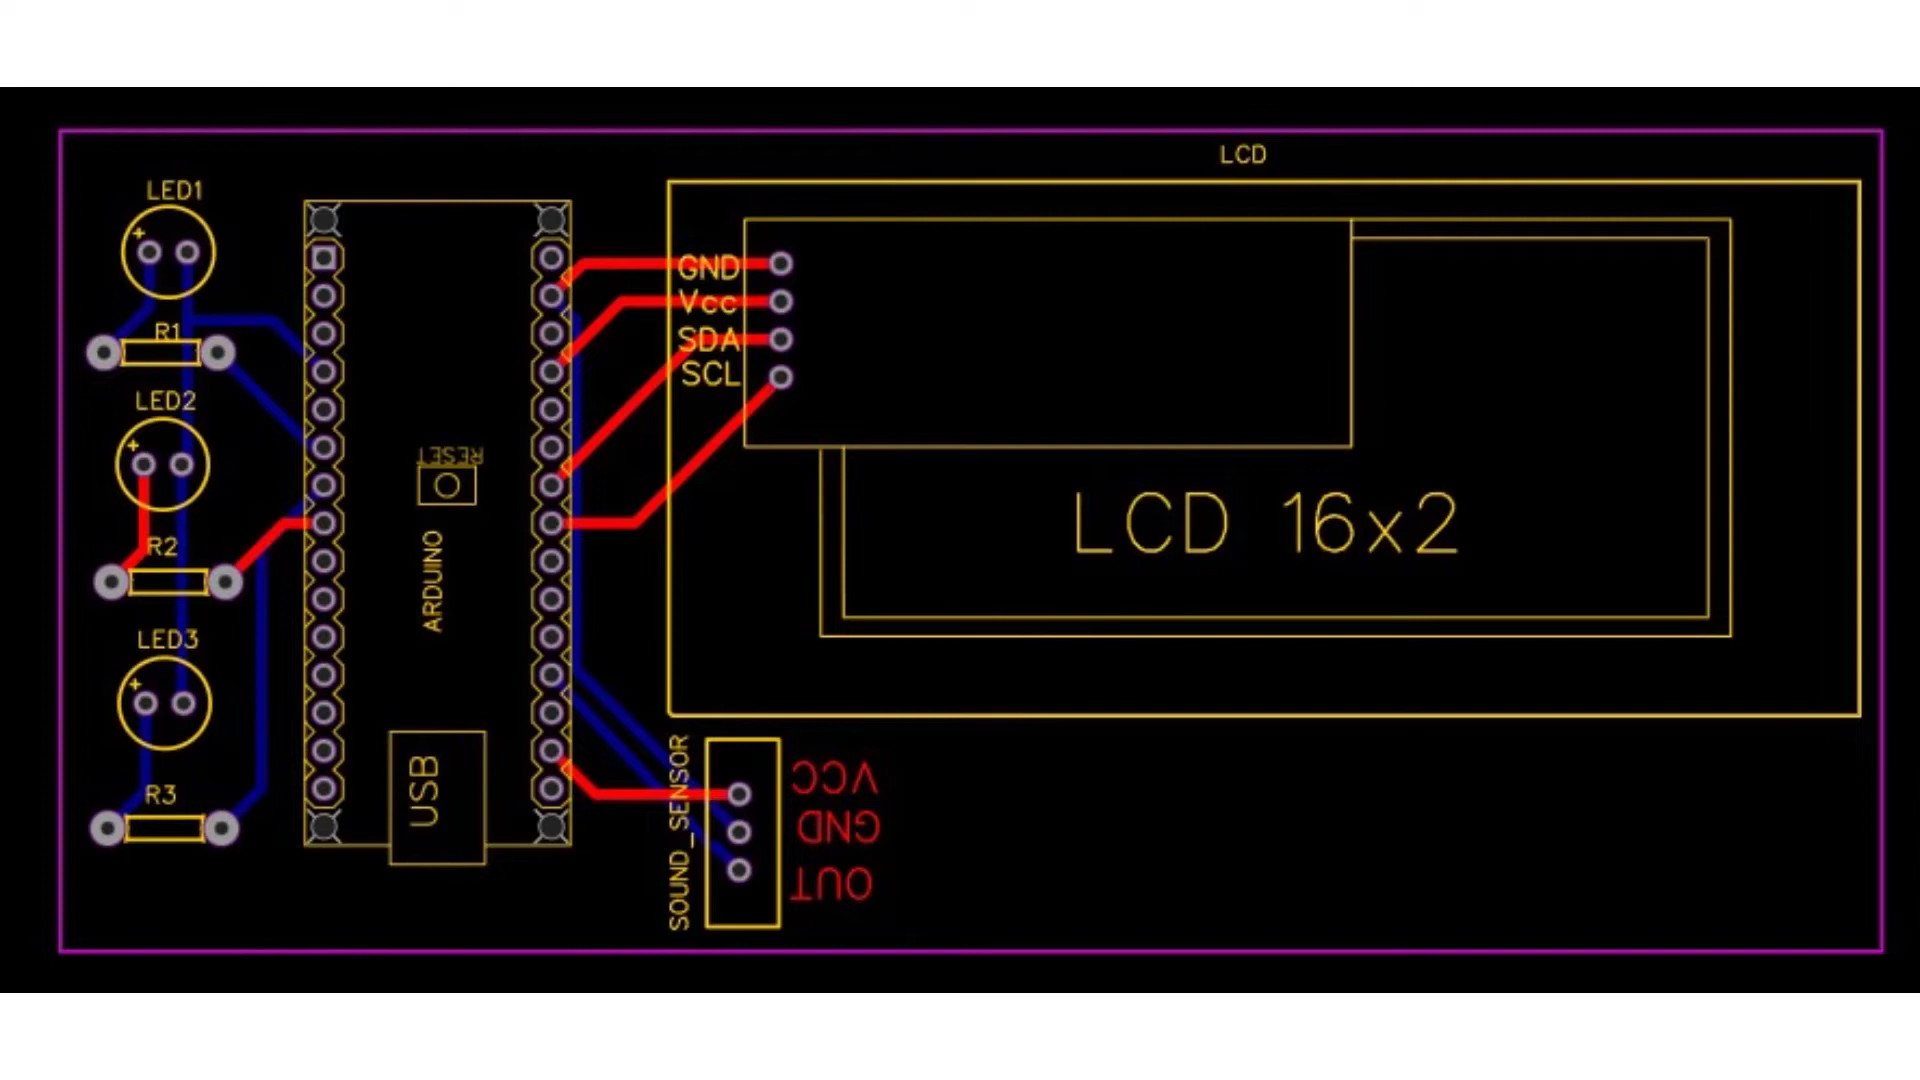 LCD
LED1
GND
Vcc
R1
SDA
SCL
LED2
RESET
LCD 16x2
R2
ARDUINO
LED3
R3
USB
SOUND_SENSOR
VCC
GND
OUT